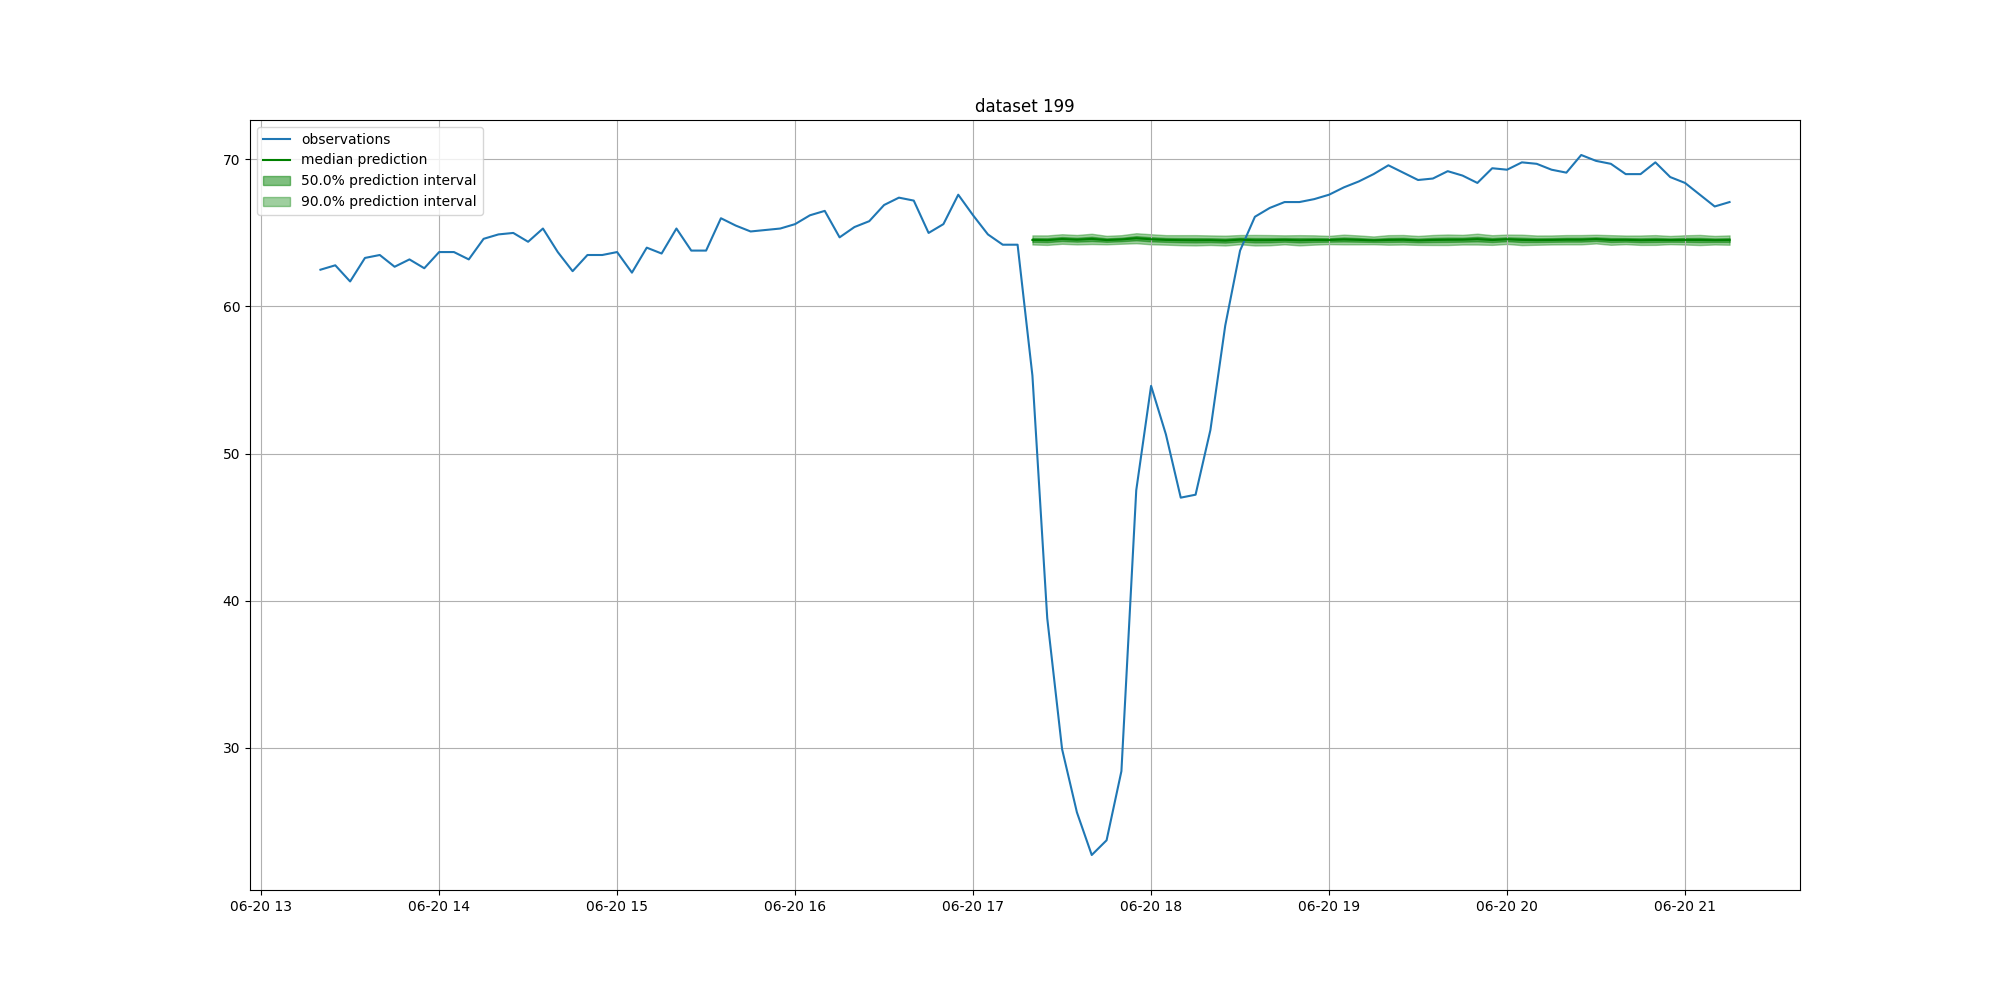 dataset 199
observations
median prediction
50.0% prediction interval
90.0% prediction interval
70
60
50
40
30
06-20 13
06-20 14
06-20 15
06-20 16
06-20 17
06-20 18
06-20 19
06-20 20
06-20 21